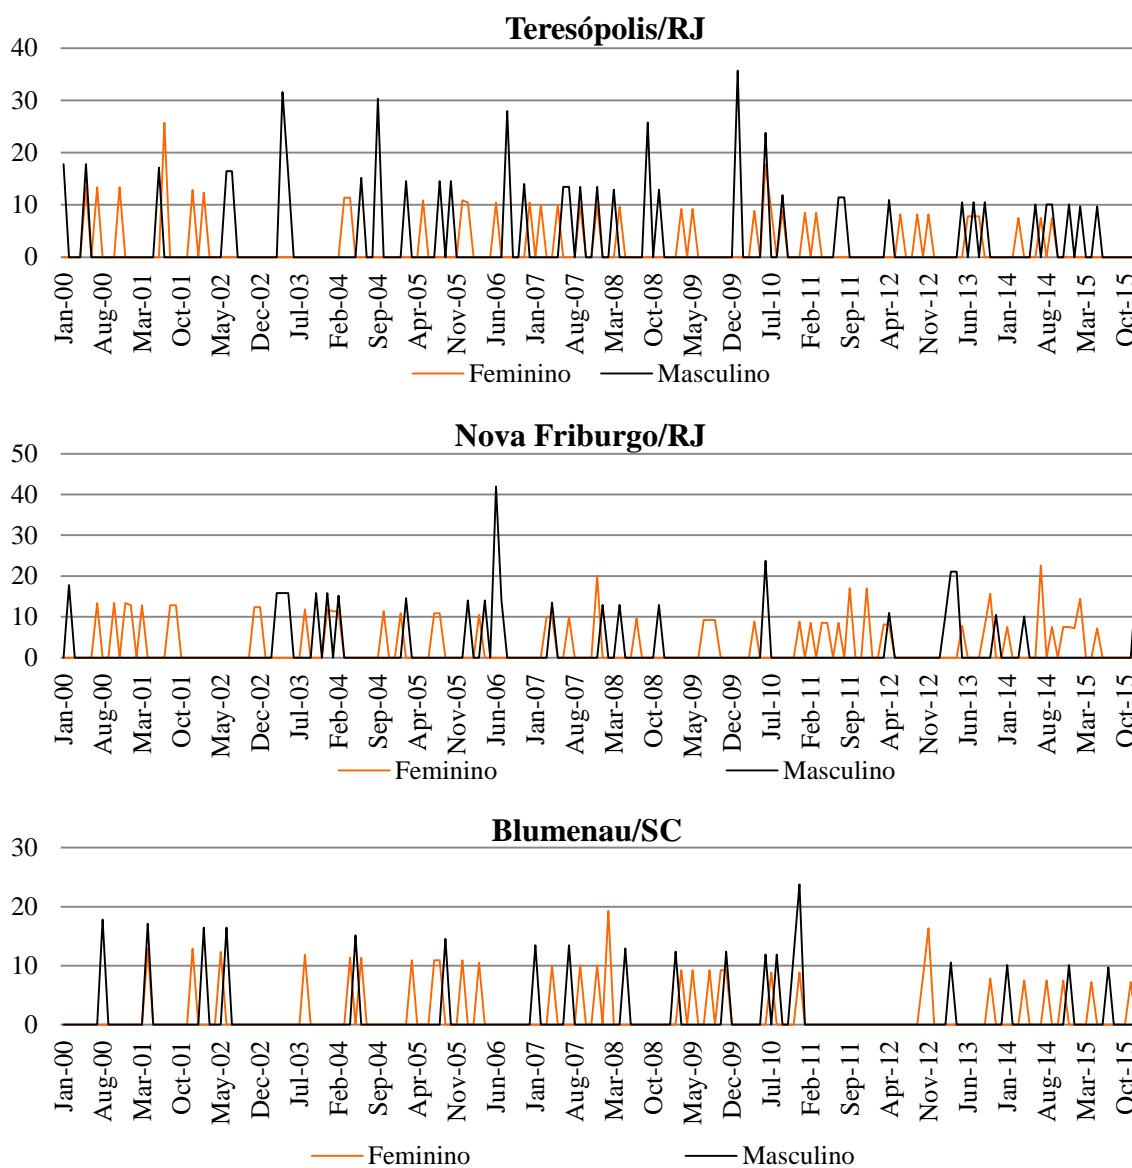 Teresópolis/RJ
40
30
20
10
0
Jan-00 Aug-00 Mar-01 Oct-01 May-02 Dec-02 Jul-03 Feb-04 Sep-04 Apr-05 Nov-05 Jun-06 Jan-07 Aug-07 Mar-08 Oct-08 May-09 Dec-09 Jul-10 Feb-11 Sep-11 Apr-12 Nov-12 Jun-13 Jan-14 Aug-14 Mar-15 Oct-15
Feminino Masculino
Nova Friburgo/RJ
50
40
30
20
10
0
Jan-00 Aug-00 Mar-01 Oct-01 May-02 Dec-02 Jul-03 Feb-04 Sep-04 Apr-05 Nov-05 Jun-06 Jan-07 Aug-07 Mar-08 Oct-08 May-09 Dec-09 Jul-10 Feb-11 Sep-11 Apr-12 Nov-12 Jun-13 Jan-14 Aug-14 Mar-15 Oct-15
Feminino Masculino
Blumenau/SC
30
20
10
0
Jan-00 Aug-00 Mar-01 Oct-01 May-02 Dec-02 Jul-03 Feb-04 Sep-04 Apr-05 Nov-05 Jun-06 Jan-07 Aug-07 Mar-08 Oct-08 May-09 Dec-09 Jul-10 Feb-11 Sep-11 Apr-12 Nov-12 Jun-13 Jan-14 Aug-14 Mar-15 Oct-15
Feminino Masculino